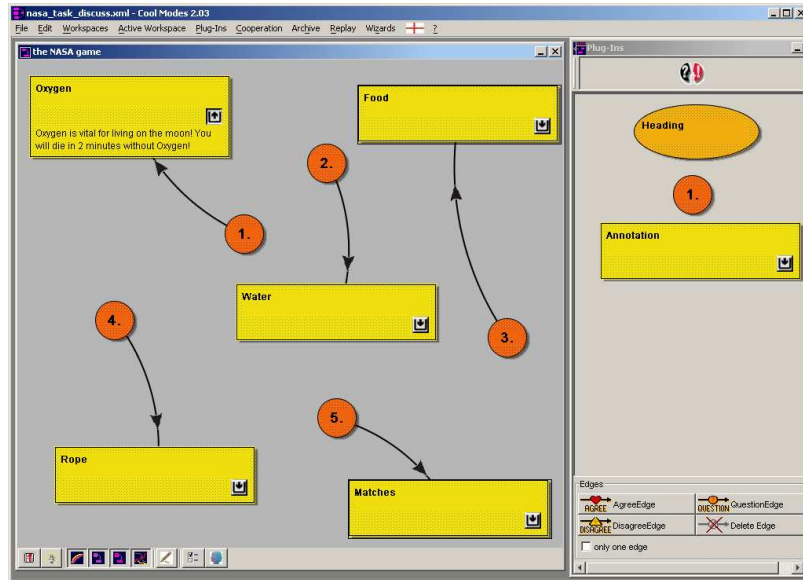 nasa_task_discuss.xml - Cool Modes 2.03
File Edit Workspaces Active Workspace Plug-Ins Cooperation Archive Replay Wizards ?
the NASA game
Oxygen
Oxygen is vital for living on the moon! You
will die in 2 minutes without Oxygen!
Food
2.
1.
Water
3.
4.
5.
Rope
Matches
Plug-Ins
Heading
1.
Annotation
Edges
AGREE AgreeEdge
QUESTION QuestionEdge
DISAGREE DisagreeEdge
Delete Edge
only one edge